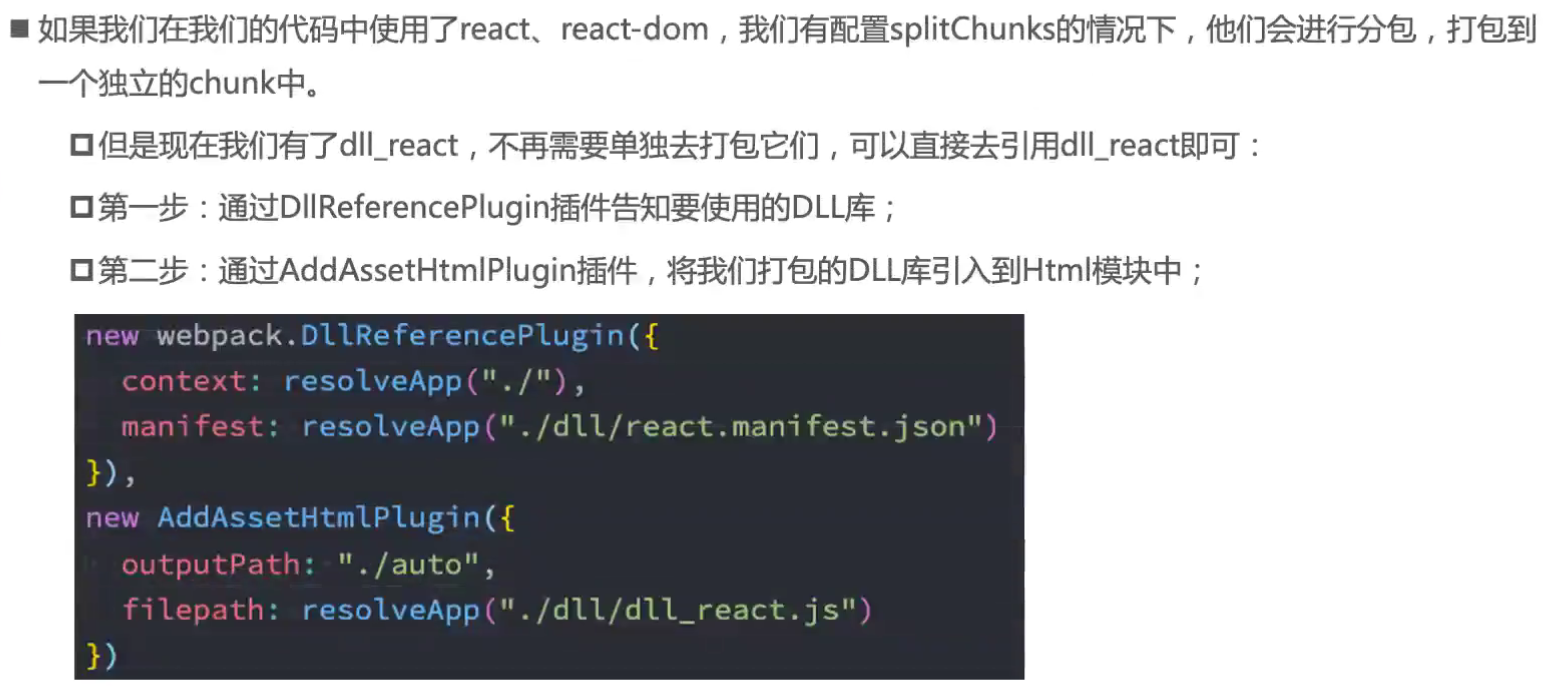 ■ 如果我们在我们的代码中使用了react、react-dom，我们有配置splitChunks的情况下，他们会进行分包，打包到
一个独立的chunk中。
但是现在我们有了dll_react，不再需要单独去打包它们，可以直接去引用dll_react即可：
第一步：通过DllReferencePlugin插件告知要使用的DLL库；
第二步：通过AddAssetHtmlPlugin插件，将我们打包的DLL库引入到Html模块中；
new webpack.DllReferencePlugin({
  context: resolveApp("./"),
  manifest: resolveApp("./dll/react.manifest.json")
}),
new AddAssetHtmlPlugin({
  outputPath: "./auto",
  filepath: resolveApp("./dll/dll_react.js")
})